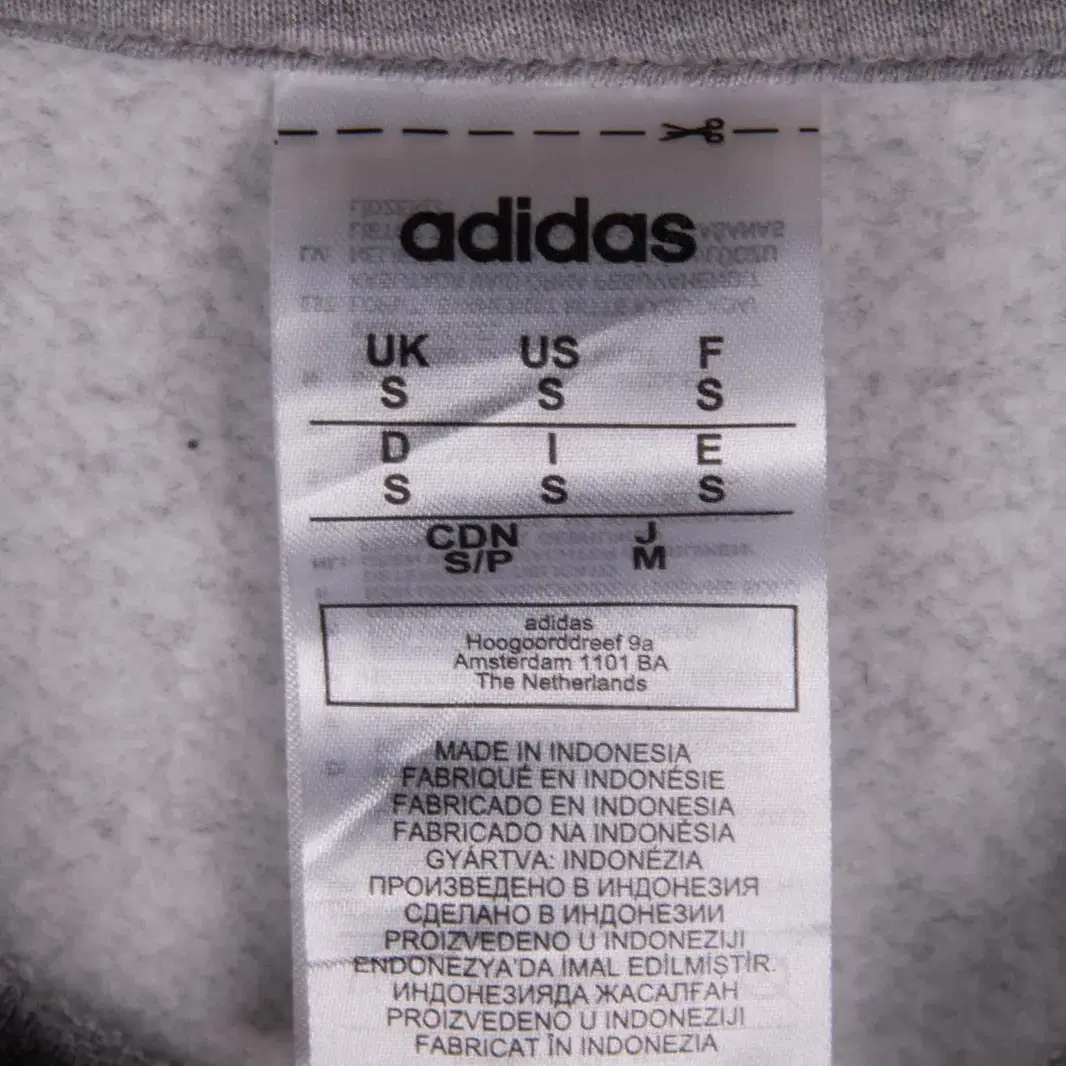 adidas
UK US F
S S S
D I E
S S S
CDN J
S/P M
adidas
Hoogoorddreef 9a
Amsterdam 1101 BA
The Netherlands
MADE IN INDONESIA
FABRIQUÉ EN INDONÉSIE
FABRICADO EN INDONESIA
FABRICADO NA INDONÉSIA
GYÁRTVA: INDONÉZIA
ПРОИЗВЕДЕНО В ИНДОНЕЗИЯ
СДЕЛАНО В ИНДОНЕЗИИ
PROIZVEDENO U INDONEZIJI
ENDONEZYA'DA İMAL EDİLMİŞTİR.
ИНДОНЕЗИЯДА ЖАСАЛҒАН
PROIZVEDENO U INDONEZIJI
FABRICAT ÎN INDONEZIA